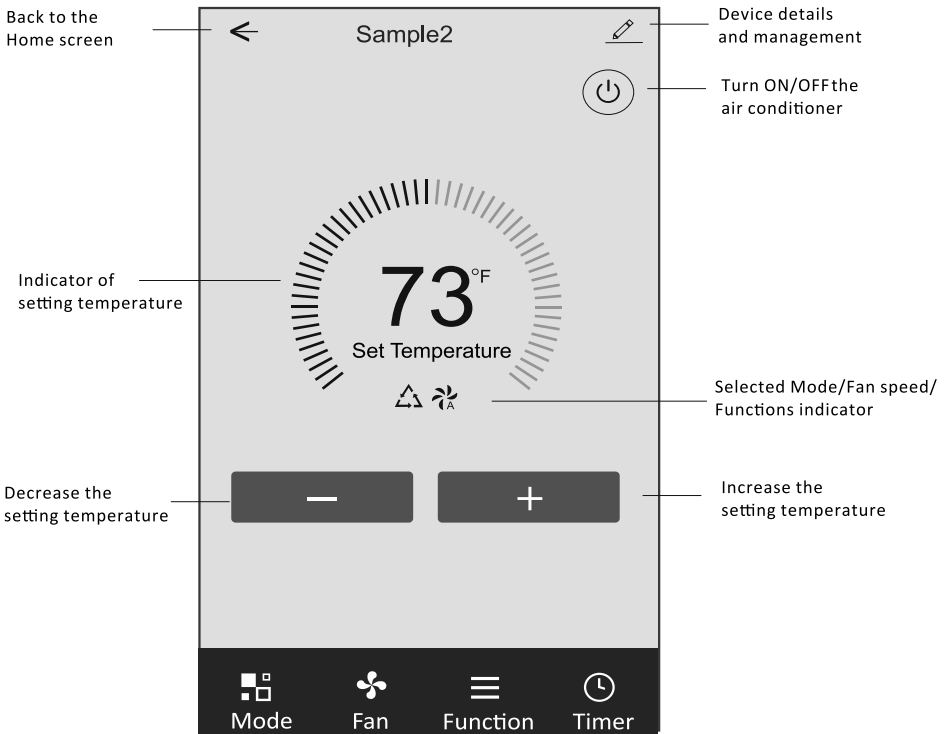 Back to the
Home screen
Sample2
Device details
and management
Turn ON/OFF the
air conditioner
Indicator of
setting temperature
73°F
Set Temperature
A
Selected Mode/Fan speed/
Functions indicator
Decrease the
setting temperature
−
+
Increase the
setting temperature
Mode
Fan
Function
Timer